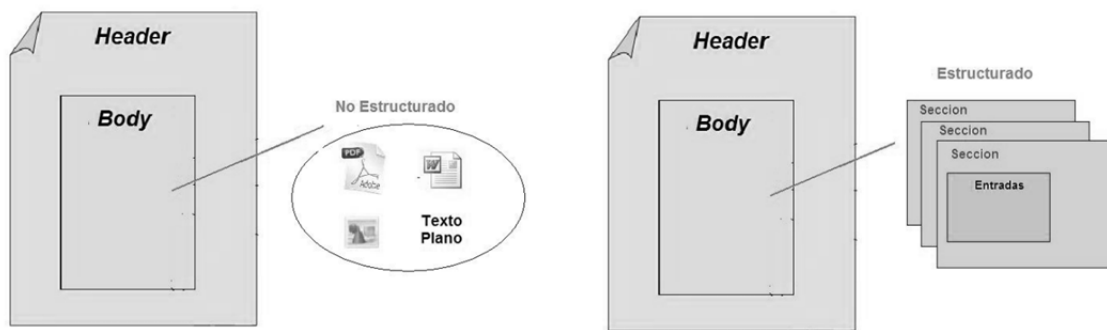 Header
Body
No Estructurado
PDF
Adobe
W
Texto
Plano
Header
Body
Estructurado
Seccion
Seccion
Seccion
Entradas